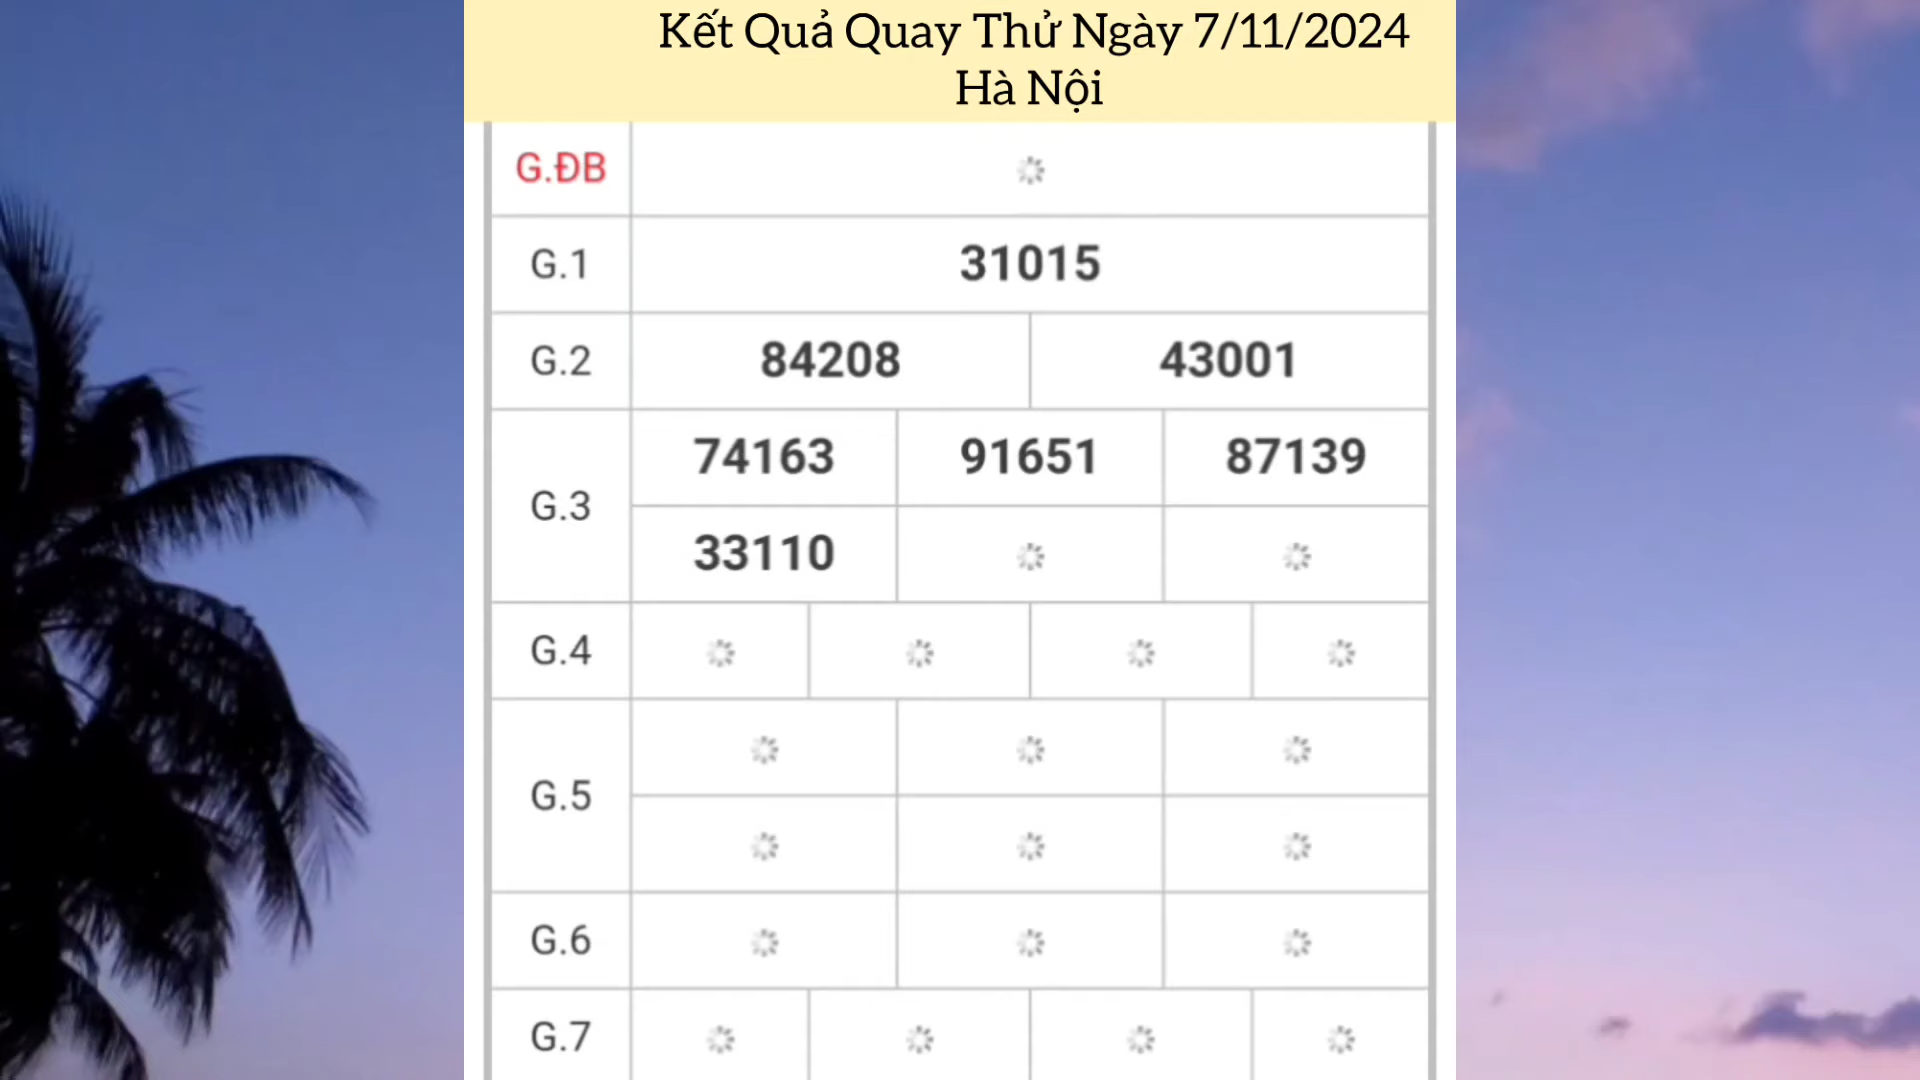 Kết Quả Quay Thử Ngày 7/11/2024
Hà Nội
G.ĐB
G.1 31015
G.2 84208 43001
G.3 74163 91651 87139
33110
G.4
G.5
G.6
G.7